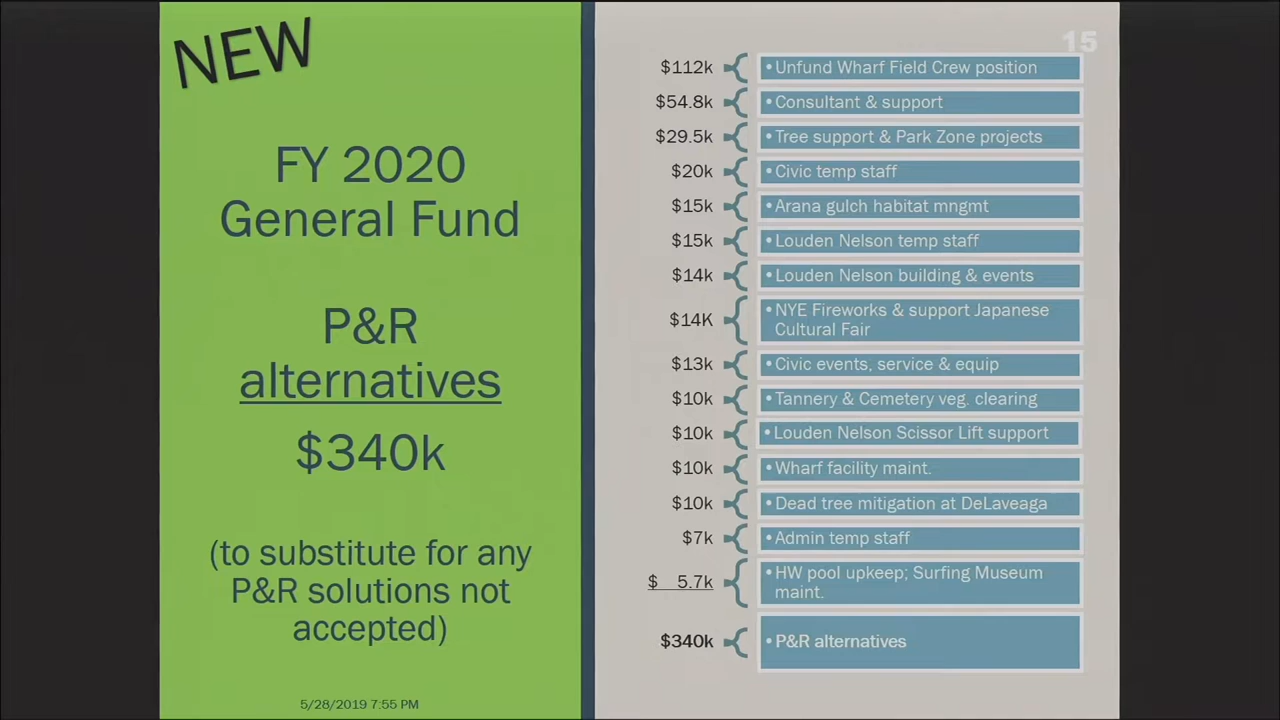 NEW
FY 2020
General Fund
P&R
alternatives
$340k
(to substitute for any
P&R solutions not
accepted)
5/28/2019 7:55 PM
15
$112k • Unfund Wharf Field Crew position
$54.8k • Consultant & support
$29.5k • Tree support & Park Zone projects
$20k • Civic temp staff
$15k • Arana gulch habitat mngmt
$15k • Louden Nelson temp staff
$14k • Louden Nelson building & events
$14K • NYE Fireworks & support Japanese
Cultural Fair
$13k • Civic events, service & equip
$10k • Tannery & Cemetery veg. clearing
$10k • Louden Nelson Scissor Lift support
$10k • Wharf facility maint.
$10k • Dead tree mitigation at DeLaveaga
$7k • Admin temp staff
$ 5.7k • HW pool upkeep; Surfing Museum
maint.
$340k • P&R alternatives